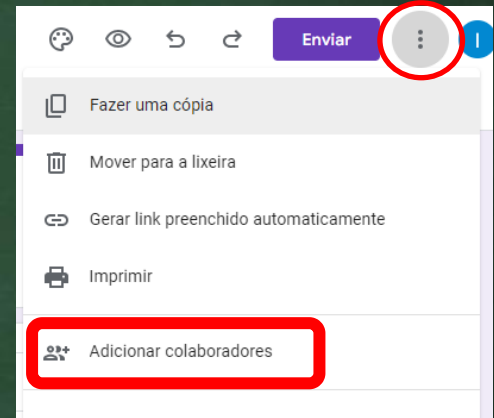 Enviar
I
Fazer uma cópia
Mover para a lixeira
Gerar link preenchido automaticamente
Imprimir
Adicionar colaboradores